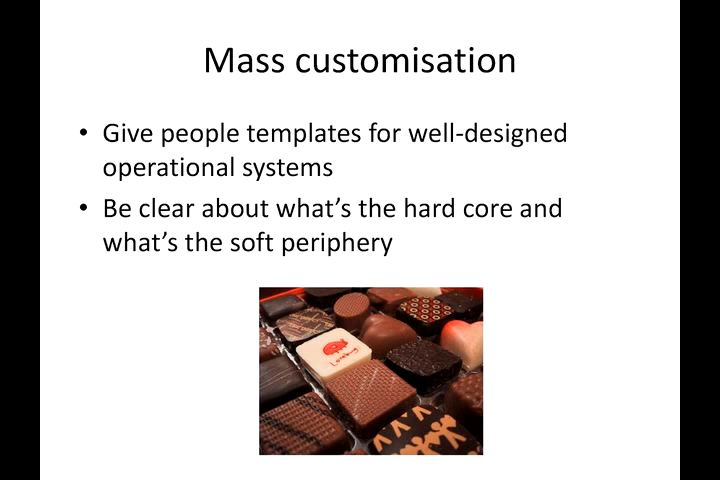 Mass customisation
• Give people templates for well-designed
operational systems
• Be clear about what's the hard core and
what's the soft periphery